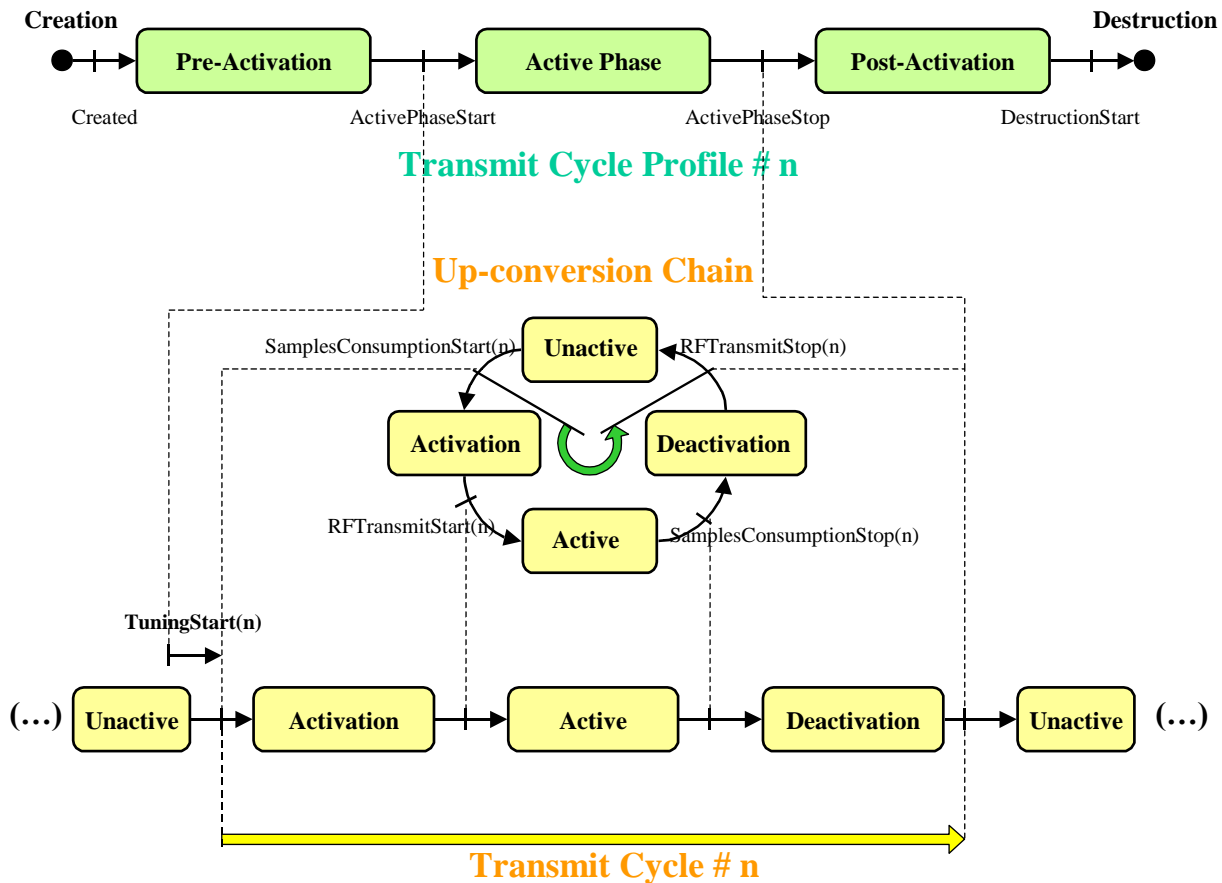 Creation
Destruction
Pre-Activation
Active Phase
Post-Activation
Created
ActivePhaseStart
ActivePhaseStop
DestructionStart
Transmit Cycle Profile # n
Up-conversion Chain
SamplesConsumptionStart(n)
Unactive
RFTransmitStop(n)
Activation
Deactivation
RFTransmitStart(n)
Active
SamplesConsumptionStop(n)
TuningStart(n)
(…)
Unactive
Activation
Active
Deactivation
Unactive
(…)
Transmit Cycle # n